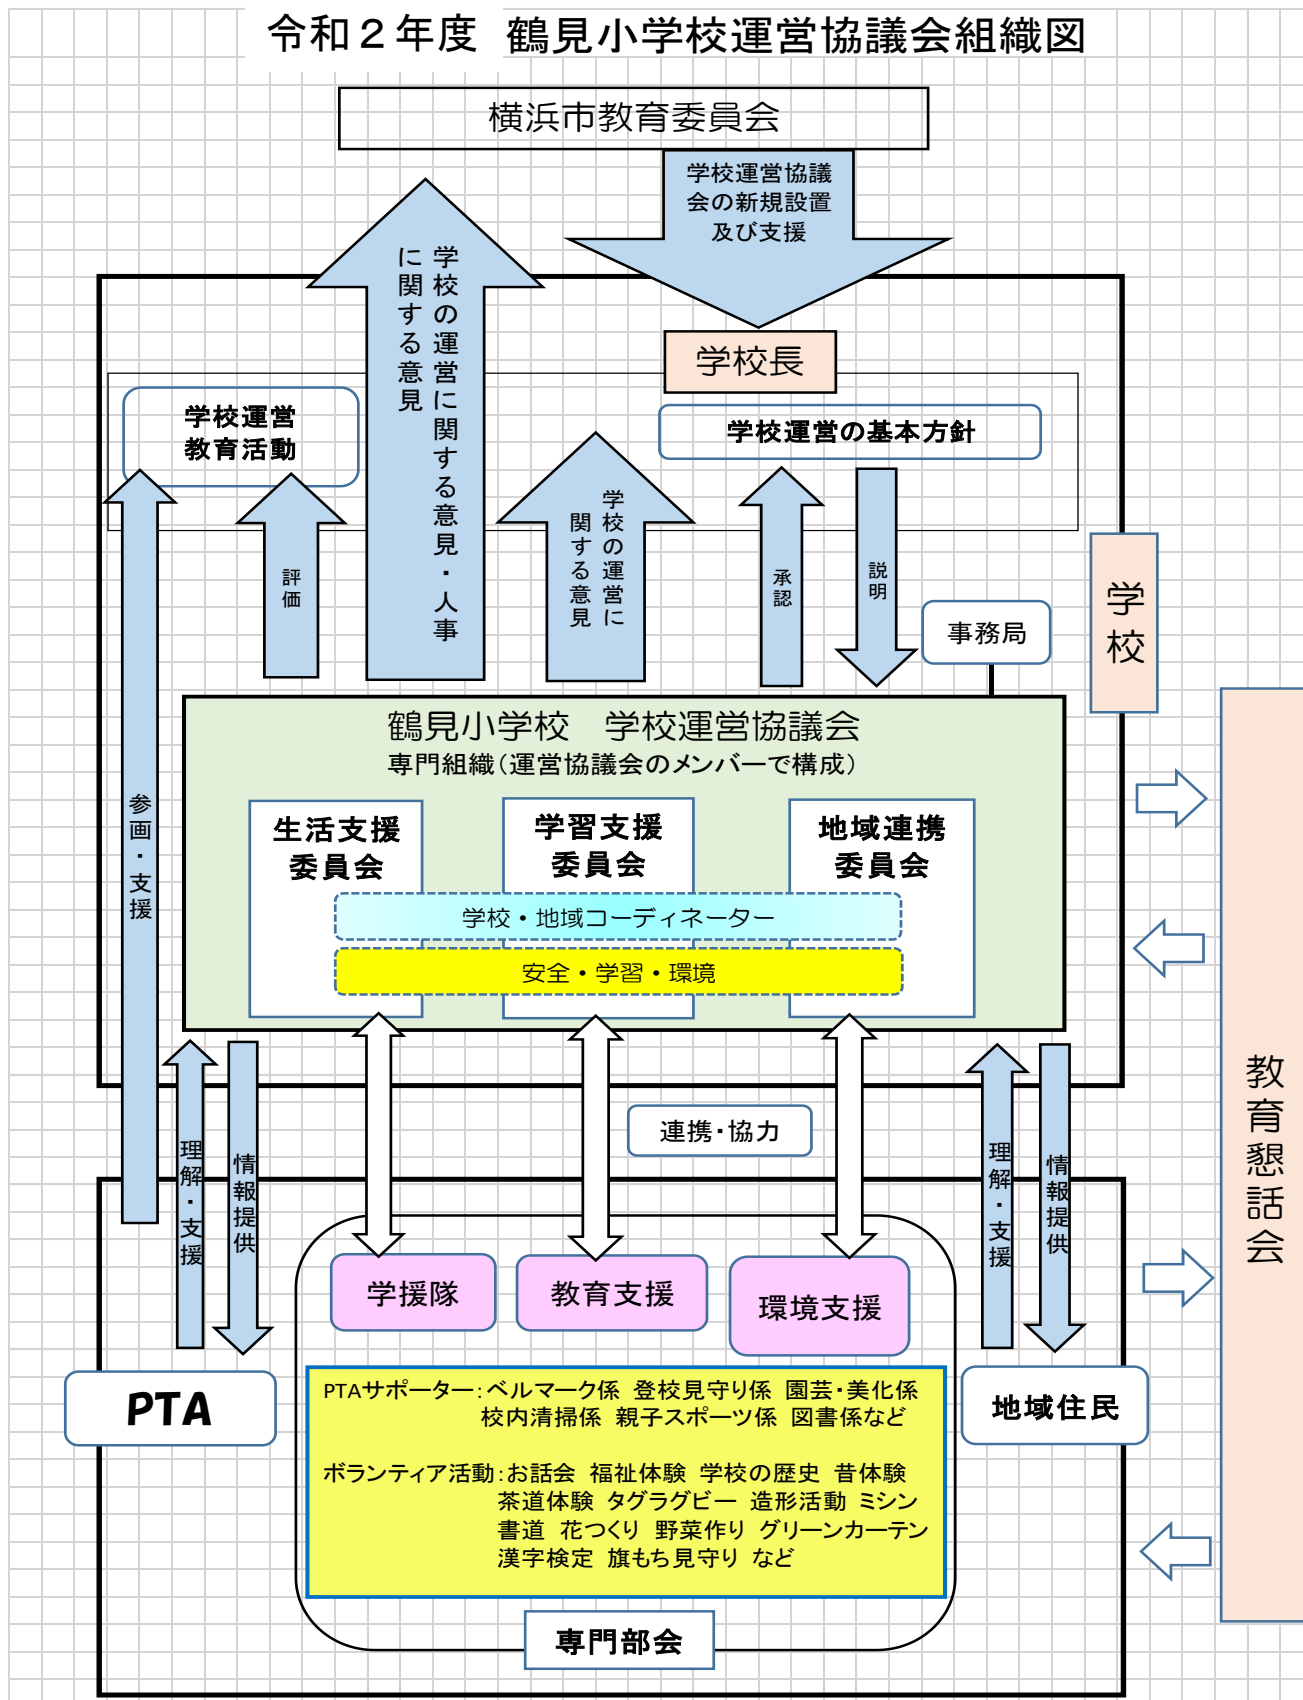 令和２年度 鶴見小学校運営協議会組織図
横浜市教育委員会
学校運営協議
会の新規設置
及び支援
学校の運営に関する意見・人事
に関する意見
学校長
学校運営
教育活動
学校運営の基本方針
評価
学校の運営に
関する意見
承認
説明
事務局
学校
鶴見小学校　学校運営協議会
専門組織（運営協議会のメンバーで構成）
生活支援
委員会
学習支援
委員会
地域連携
委員会
学校・地域コーディネーター
安全・学習・環境
参画・支援
教育懇話会
理解・支援
情報提供
連携・協力
理解・支援
情報提供
学援隊
教育支援
環境支援
PTA
地域住民
PTAサポーター：ベルマーク係 登校見守り係 園芸・美化係
校内清掃係 親子スポーツ係 図書係など
ボランティア活動：お話会 福祉体験 学校の歴史 昔体験
茶道体験 タグラグビー 造形活動 ミシン
書道 花つくり 野菜作り グリーンカーテン
漢字検定 旗もち見守り など
専門部会